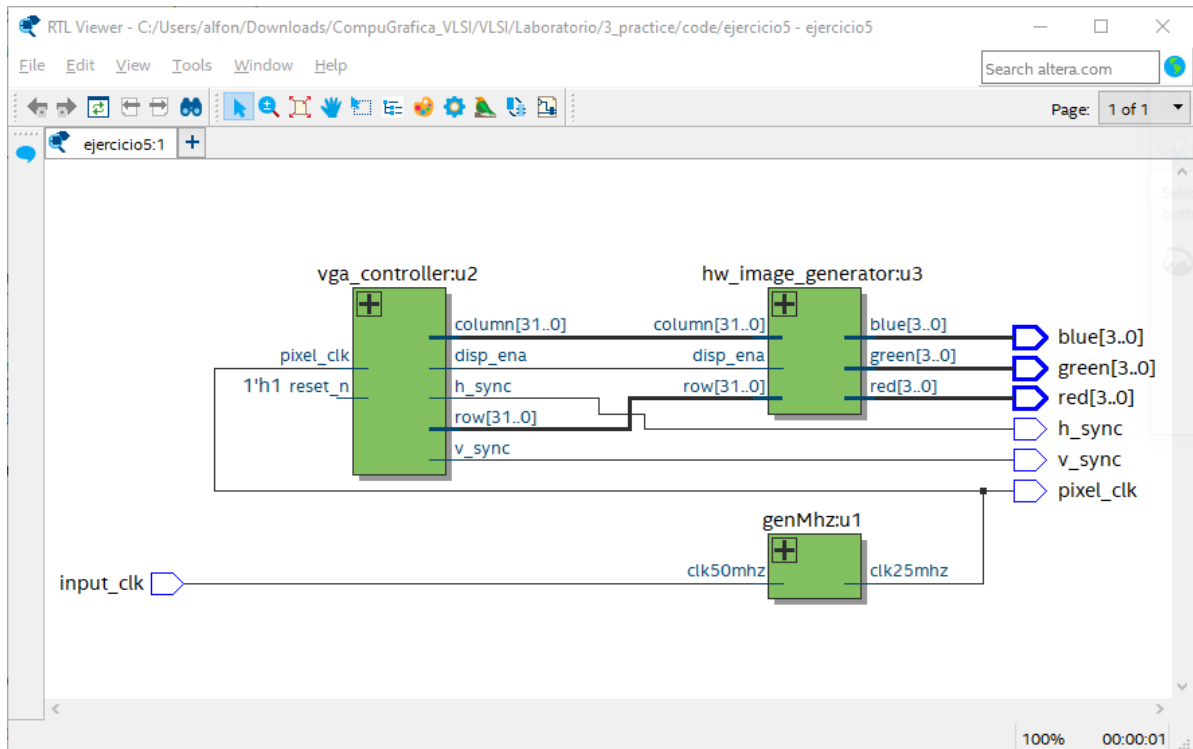 RTL Viewer - C:/Users/alfon/Downloads/CompuGrafica_VLSI/VLSI/Laboratorio/3_practice/code/ejercicio5 - ejercicio5
File Edit View Tools Window Help
Search altera.com
Page: 1 of 1
ejercicio5:1
vga_controller:u2
hw_image_generator:u3
column[31..0]
column[31..0]
blue[3..0]
blue[3..0]
pixel_clk
disp_ena
disp_ena
green[3..0]
green[3..0]
1'h1 reset_n
h_sync
row[31..0]
red[3..0]
red[3..0]
row[31..0]
h_sync
v_sync
v_sync
pixel_clk
genMhz:u1
input_clk
clk50mhz
clk25mhz
100% 00:00:01